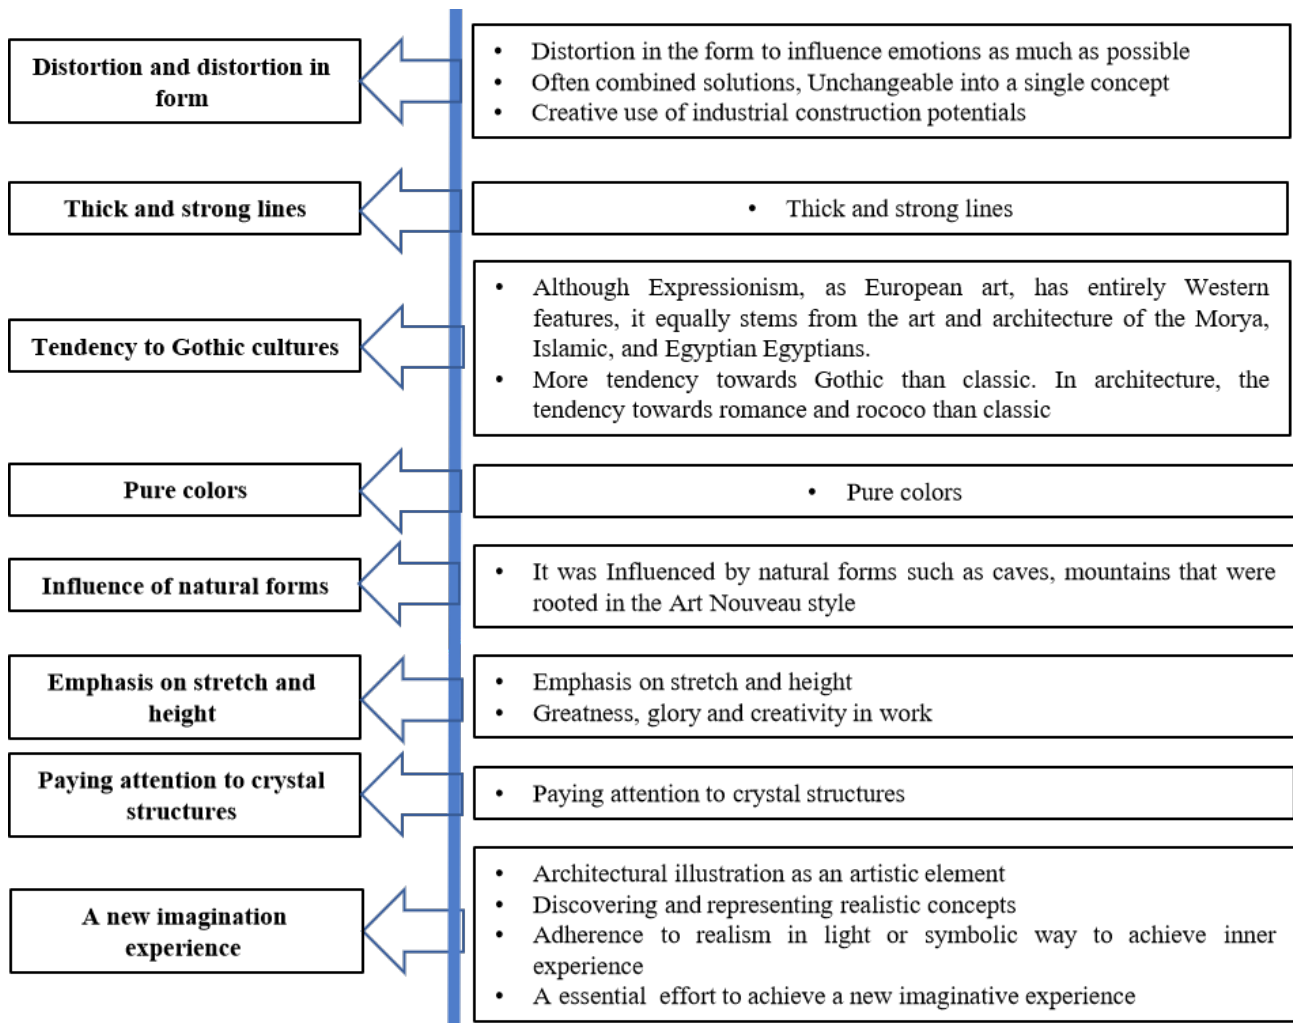 Distortion and distortion in
form
• Distortion in the form to influence emotions as much as possible
• Often combined solutions, Unchangeable into a single concept
• Creative use of industrial construction potentials
Thick and strong lines
• Thick and strong lines
Tendency to Gothic cultures
• Although Expressionism, as European art, has entirely Western
features, it equally stems from the art and architecture of the Morya,
Islamic, and Egyptian Egyptians.
• More tendency towards Gothic than classic. In architecture, the
tendency towards romance and rococo than classic
Pure colors
• Pure colors
Influence of natural forms
• It was Influenced by natural forms such as caves, mountains that were
rooted in the Art Nouveau style
Emphasis on stretch and
height
• Emphasis on stretch and height
• Greatness, glory and creativity in work
Paying attention to crystal
structures
• Paying attention to crystal structures
A new imagination
experience
• Architectural illustration as an artistic element
• Discovering and representing realistic concepts
• Adherence to realism in light or symbolic way to achieve inner
experience
• A essential effort to achieve a new imaginative experience